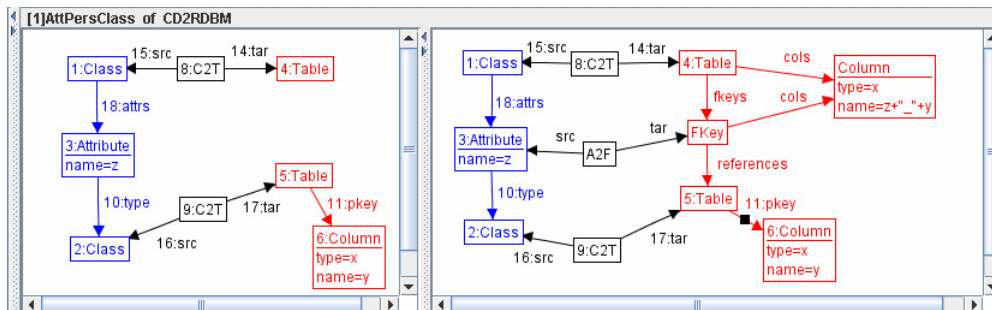 [1]AttPersClass of CD2RDBM
15:src
14:tar
1:Class
8:C2T
4:Table
18:attrs
3:Attribute
name=z
5:Table
10:type
9:C2T
17:tar
11:pkey
16:src
2:Class
6:Column
type=x
name=y
15:src
14:tar
cols
1:Class
8:C2T
4:Table
Column
type=x
name=z+"_"+y
18:attrs
fkeys
cols
3:Attribute
name=z
src
tar
FKey
A2F
references
10:type
5:Table
11:pkey
2:Class
16:src
9:C2T
17:tar
6:Column
type=x
name=y